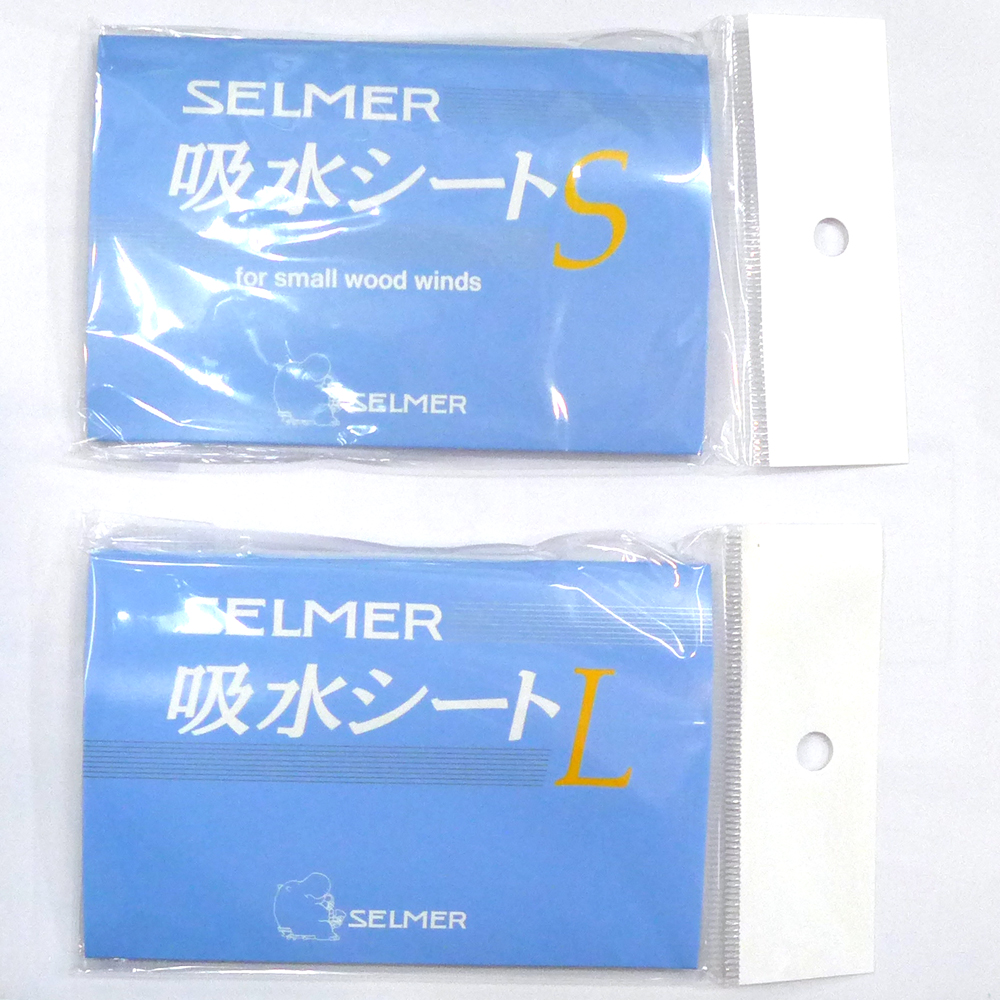 SELMER
吸水シートS
for small wood winds
SELMER
SELMER
吸水シートL
SELMER